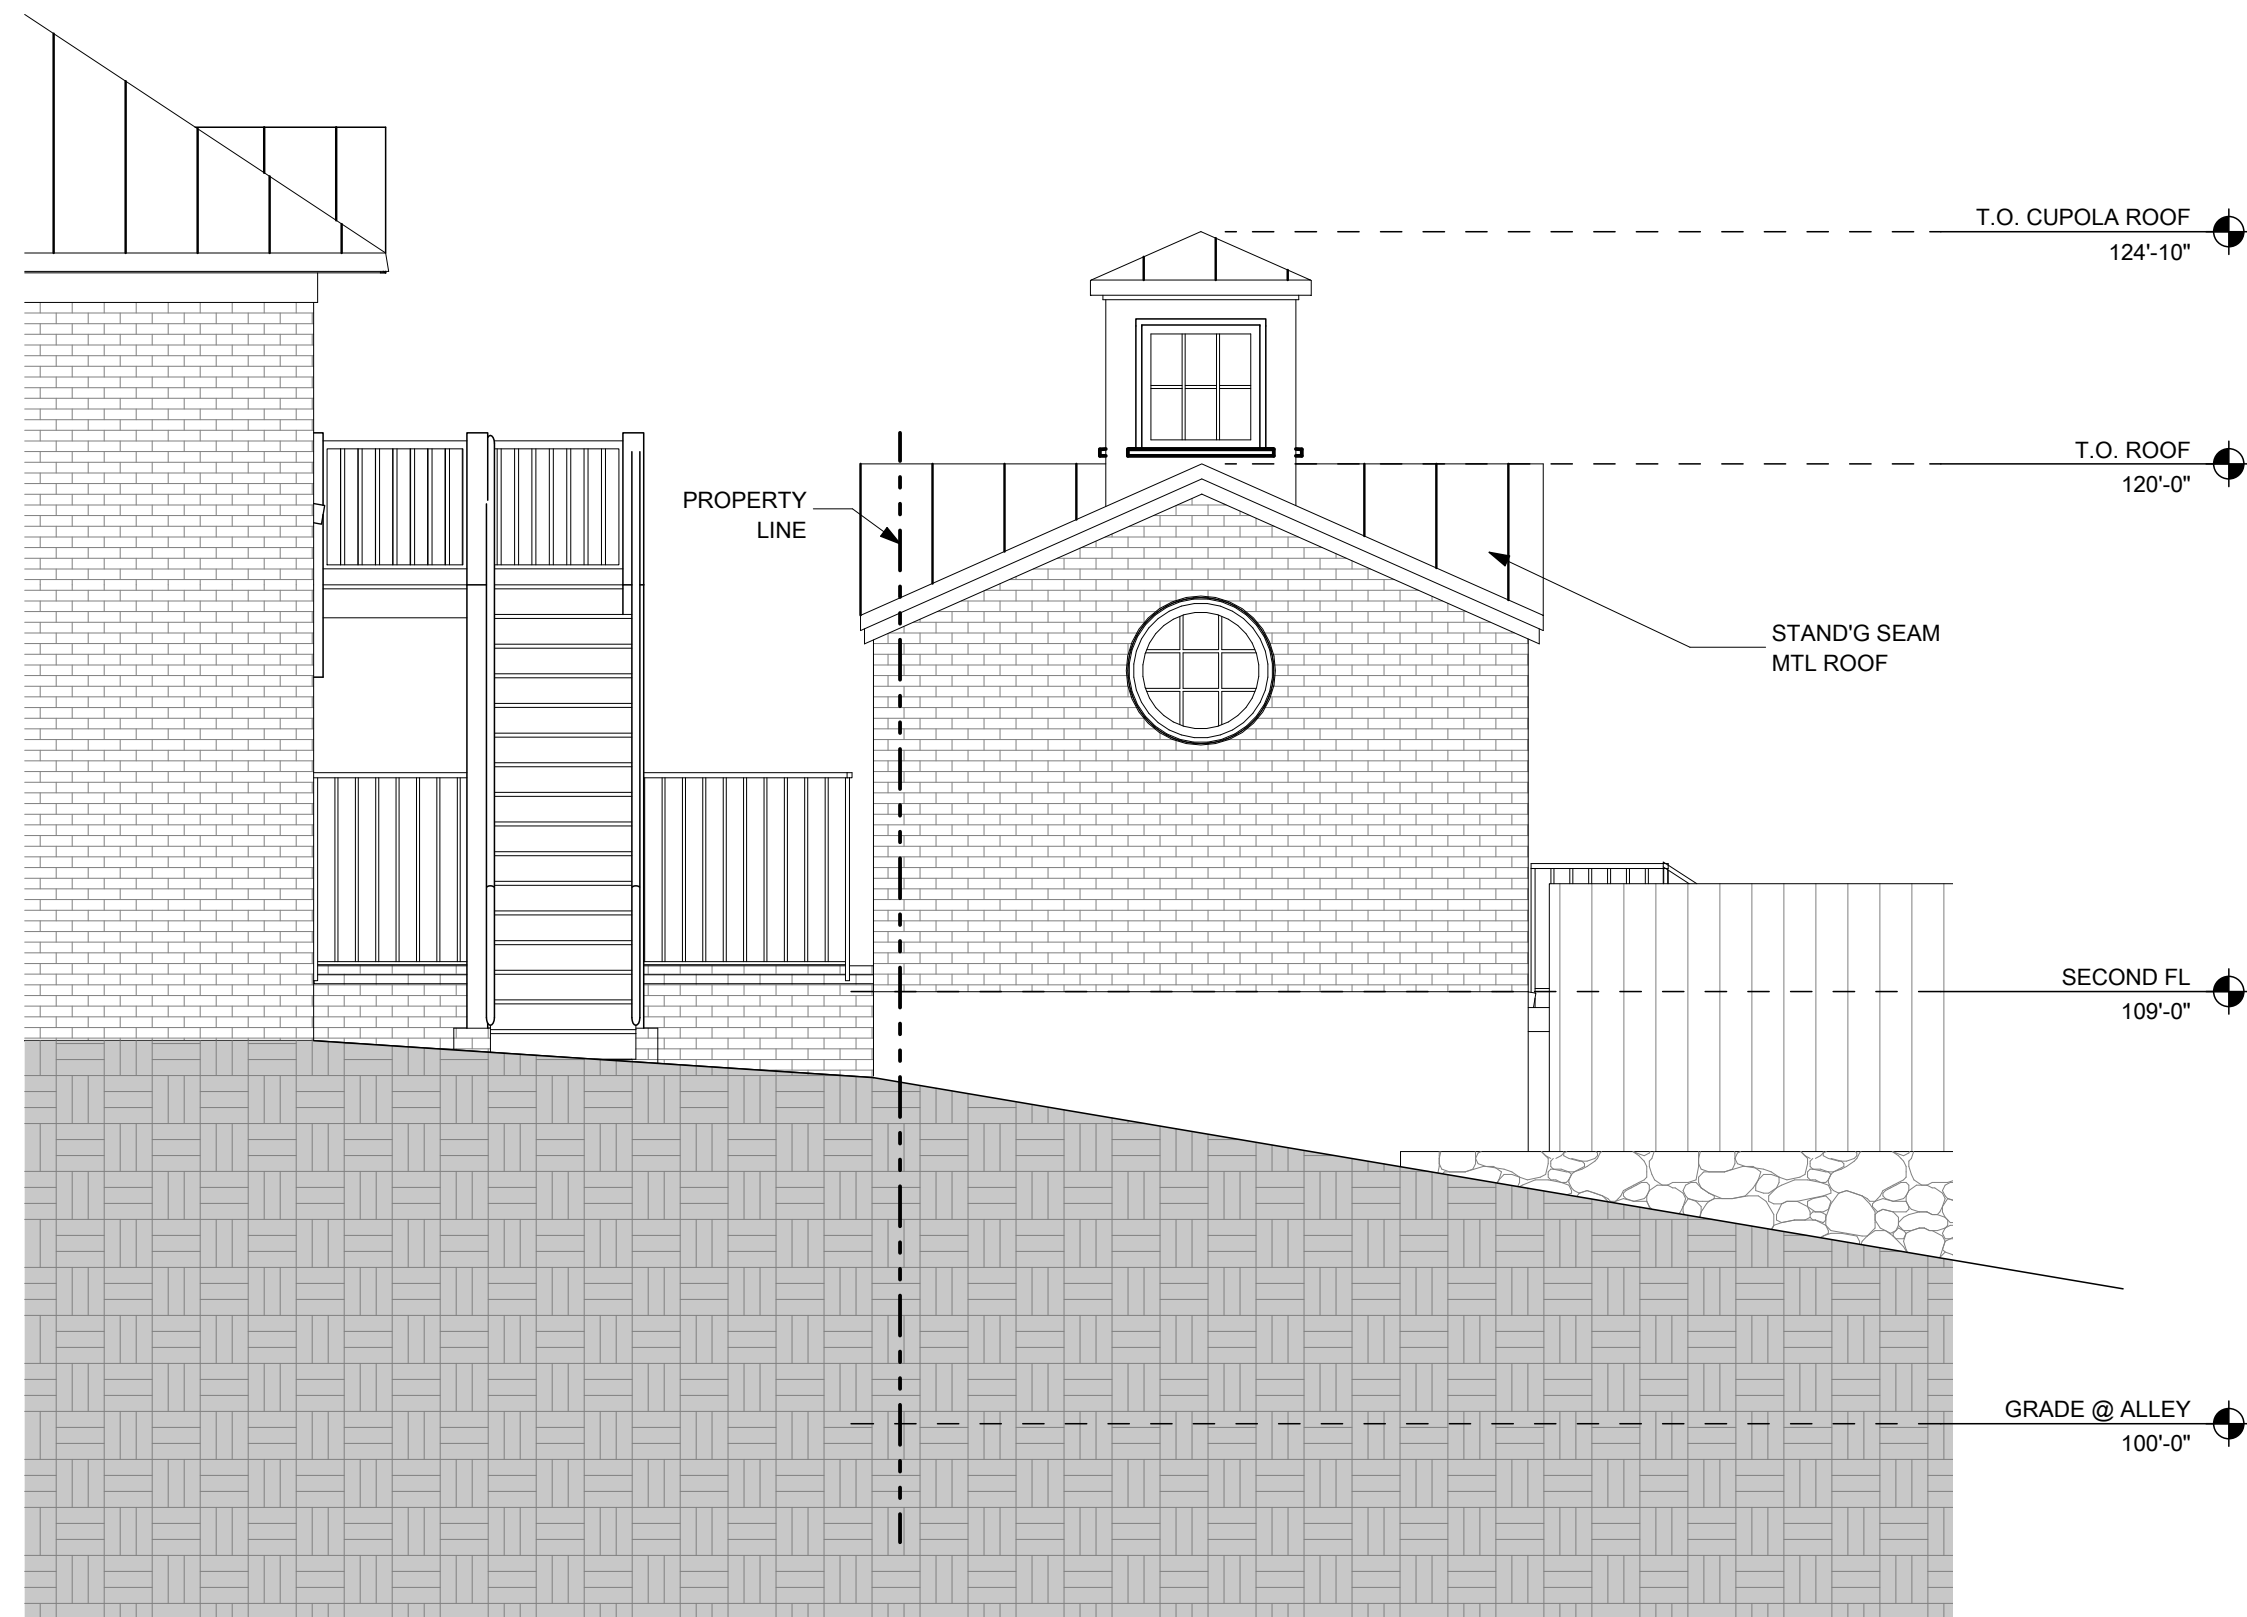 T.O. CUPOLA ROOF
124'-10"
T.O. ROOF
120'-0"
PROPERTY
LINE
STAND'G SEAM
MTL ROOF
SECOND FL
109'-0"
GRADE @ ALLEY
100'-0"